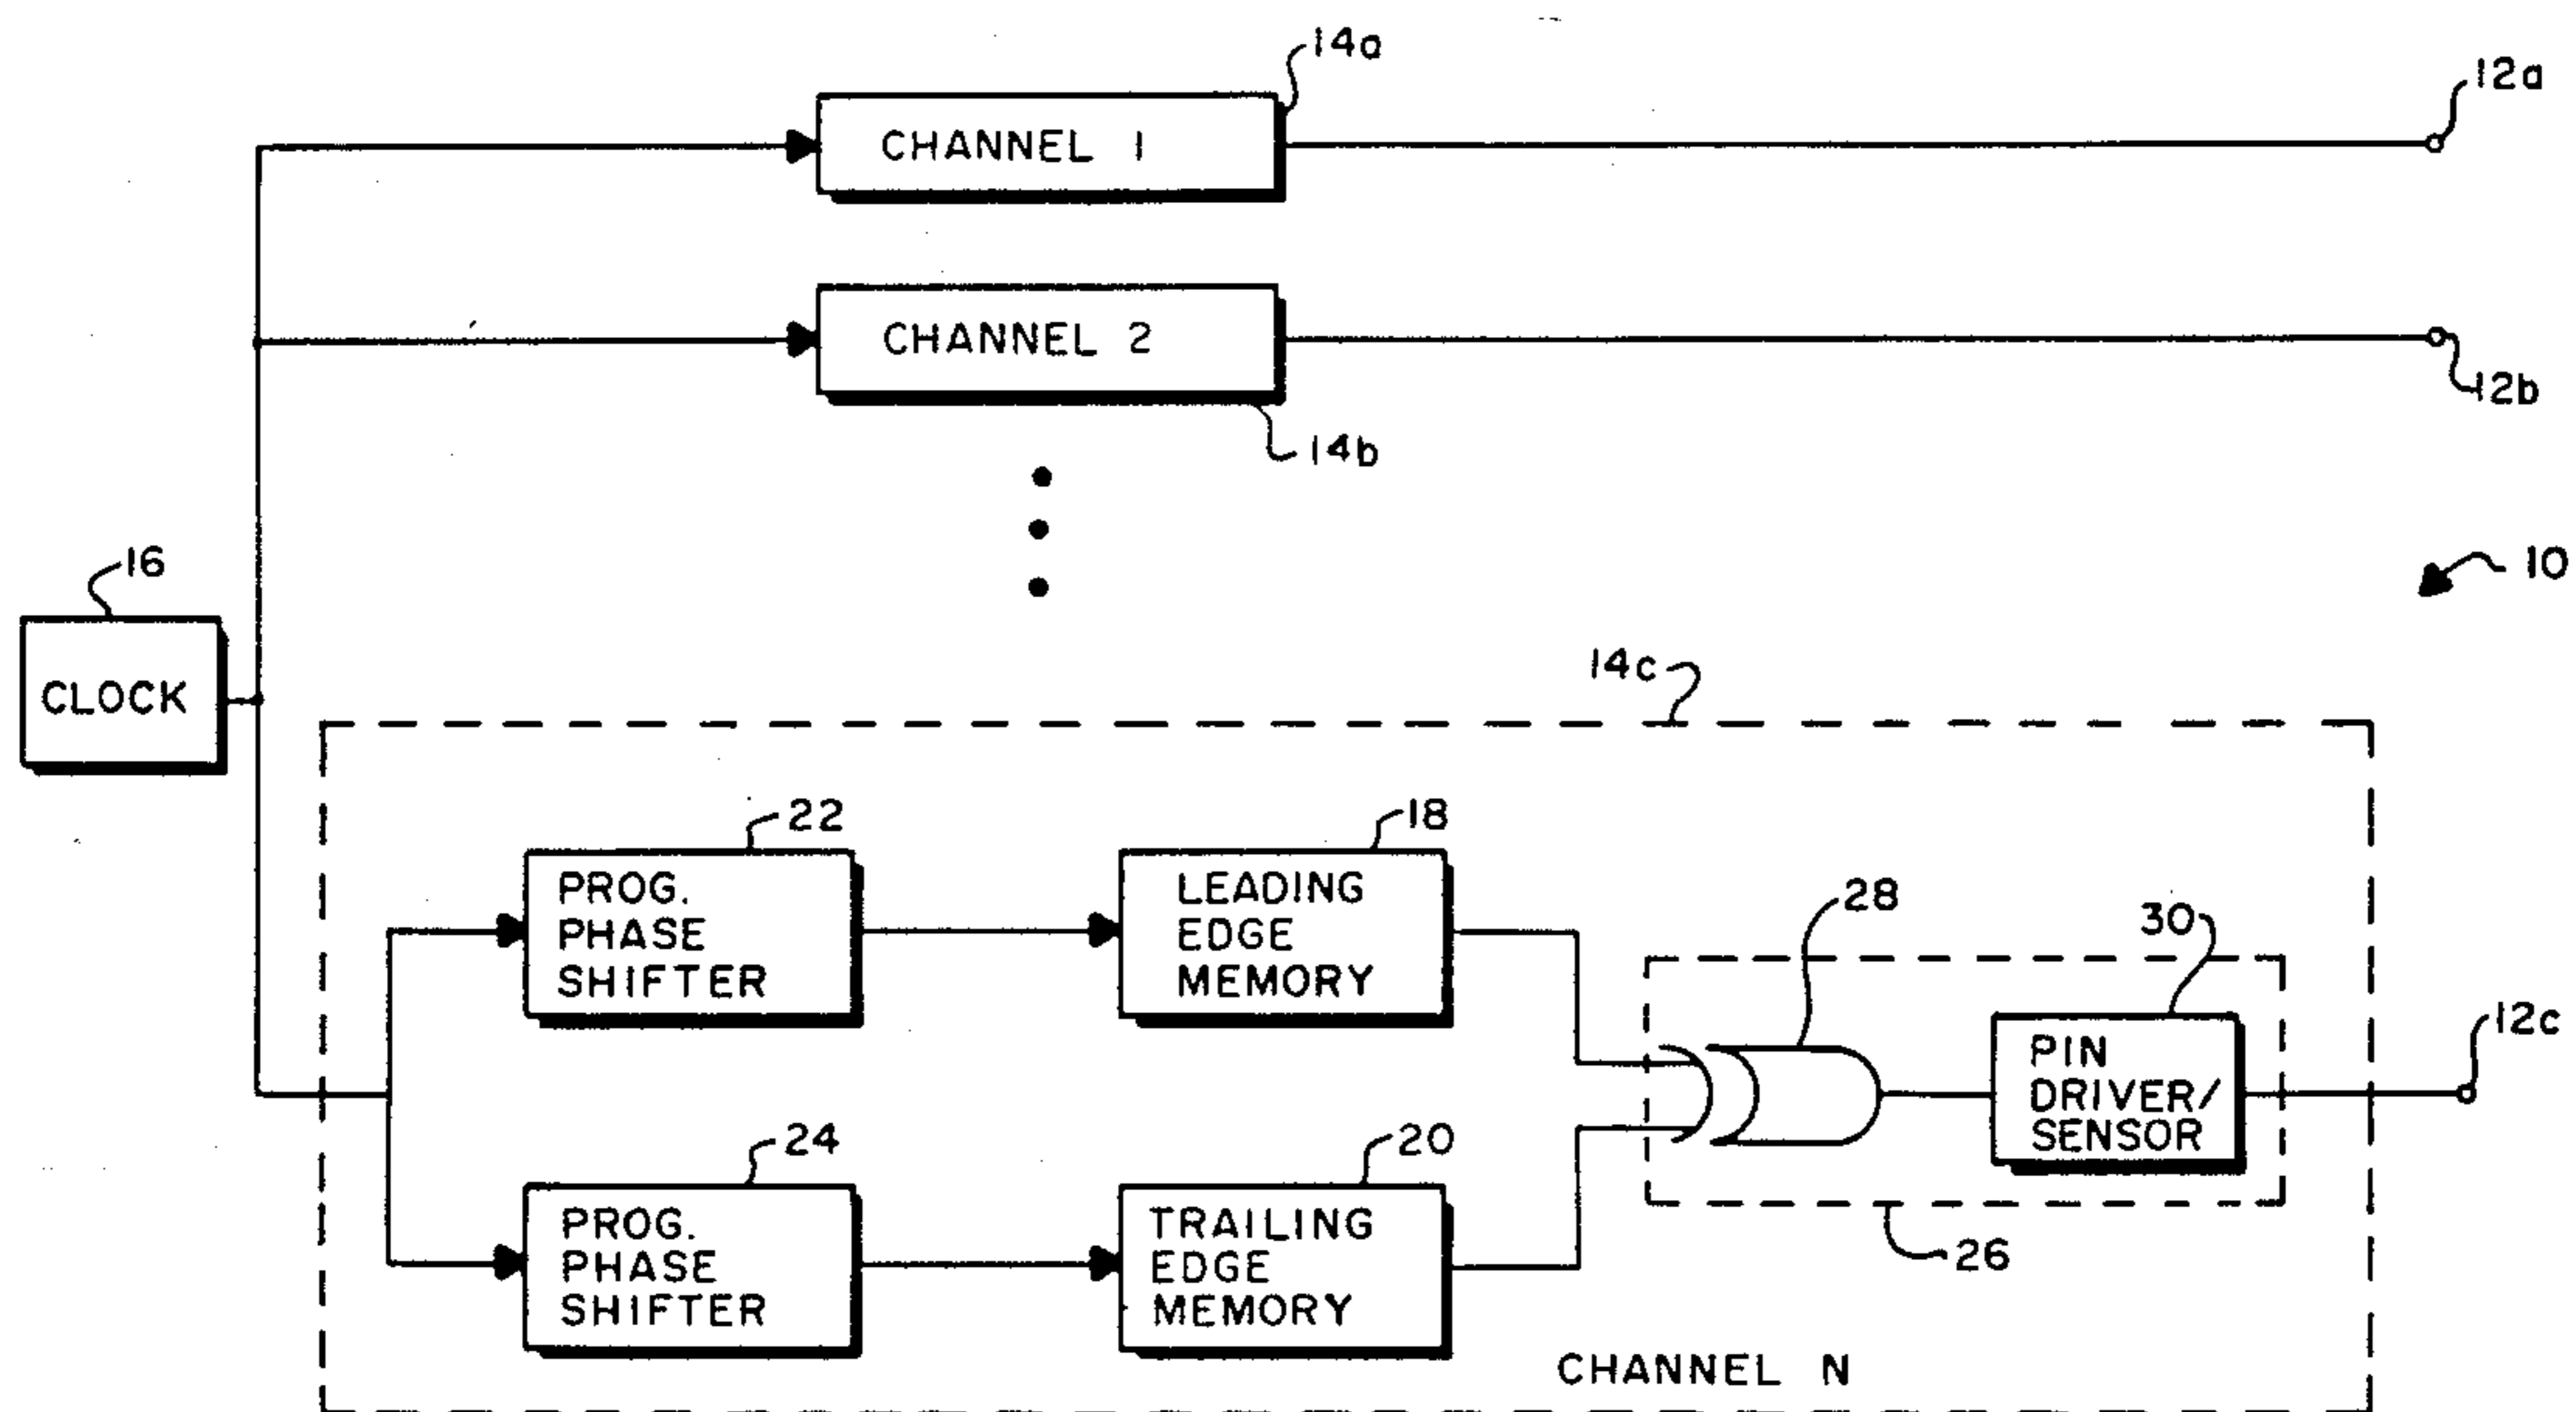 14a
12a
CHANNEL 1
CHANNEL 2
12b
14b
16
10
CLOCK
14c
22
18
PROG.
PHASE
SHIFTER
LEADING
EDGE
MEMORY
28
30
12c
PIN
DRIVER/
SENSOR
24
20
PROG.
PHASE
SHIFTER
TRAILING
EDGE
MEMORY
26
CHANNEL N